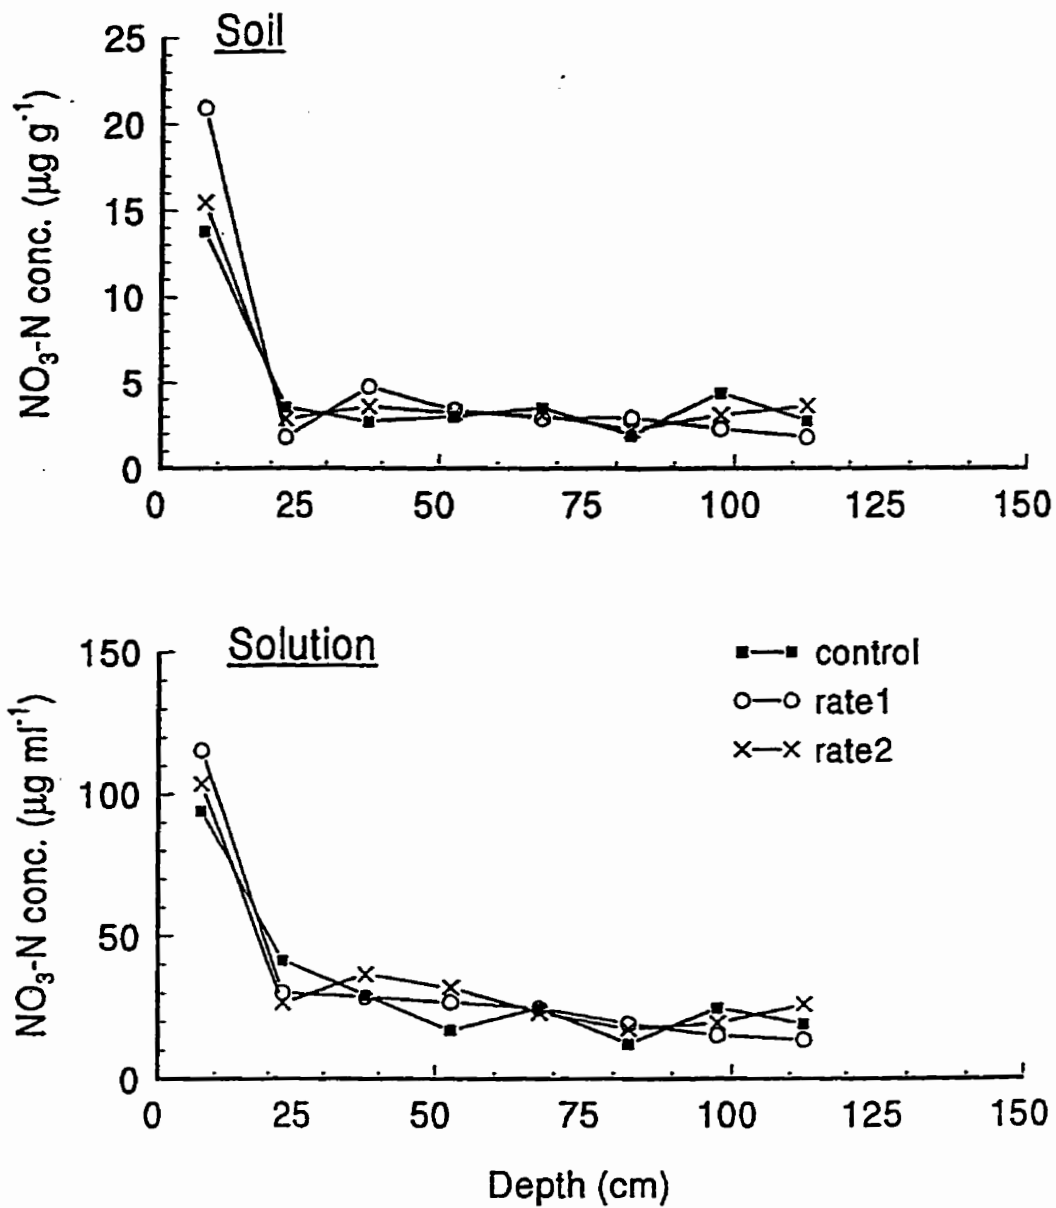 Soil
25
20
15
10
5
0
NO₃-N conc. (µg g⁻¹)
0 25 50 75 100 125 150
Solution
150
100
50
0
NO₃-N conc. (µg ml⁻¹)
control
rate1
rate2
0 25 50 75 100 125 150
Depth (cm)